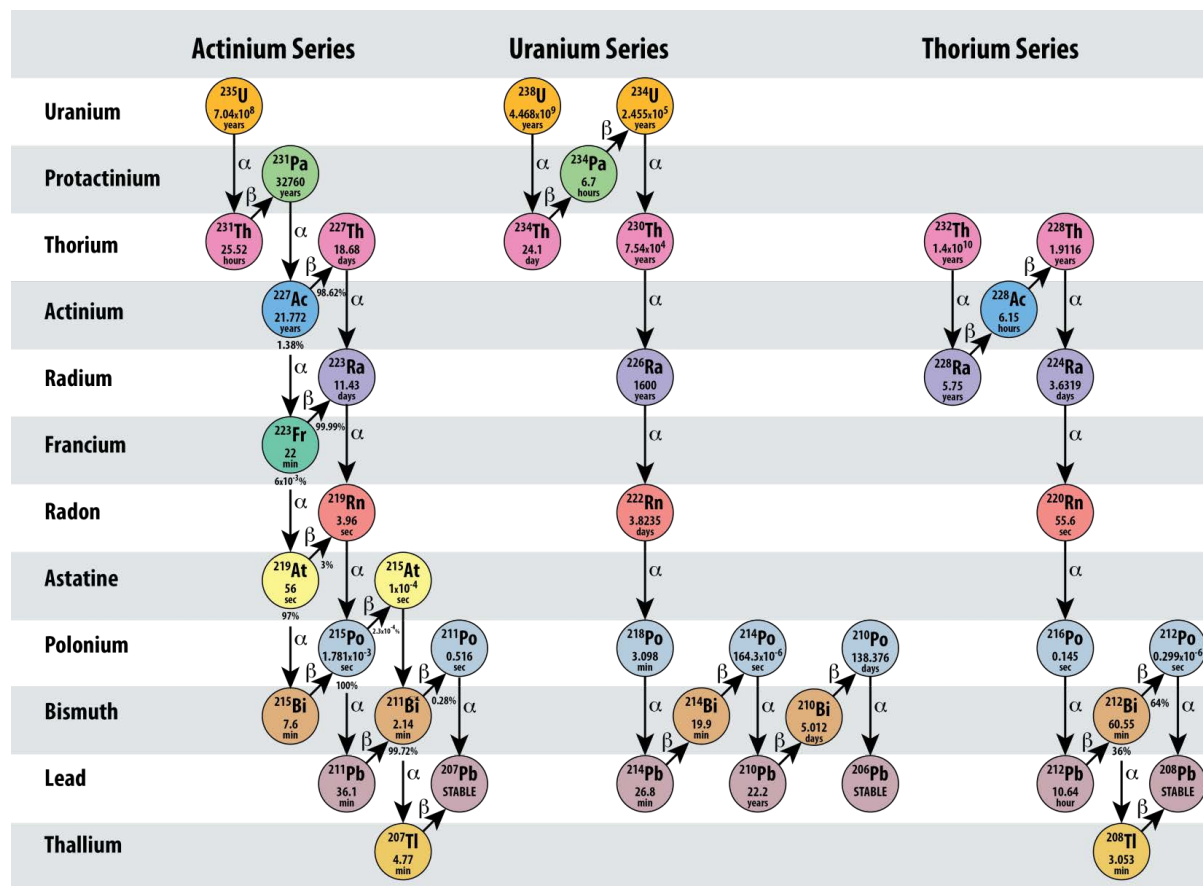 Actinium Series
Uranium Series
Thorium Series
Uranium
²³⁵U
7.04x10⁸
years
²³⁸U
4.468x10⁹
years
²³⁴U
2.455x10⁵
years
α
α
β
α
Protactinium
²³¹Pa
32760
years
²³⁴Pa
6.7
hours
β
β
Thorium
²³¹Th
25.52
hours
α
²²⁷Th
18.68
days
²³⁴Th
24.1
day
²³⁰Th
7.54x10⁴
years
²³²Th
1.4x10¹⁰
years
²²⁸Th
1.9116
years
β
98.62%
α
α
α
β
α
Actinium
²²⁷Ac
21.772
years
1.38%
²²⁸Ac
6.15
hours
β
Radium
α
²²³Ra
11.43
days
²²⁶Ra
1600
years
²²⁸Ra
5.75
years
²²⁴Ra
3.6319
days
β
99.99%
α
α
α
Francium
²²³Fr
22
min
6x10⁻³%
Radon
α
²¹⁹Rn
3.96
sec
²²²Rn
3.8235
days
²²⁰Rn
55.6
sec
β
3%
α
α
α
Astatine
²¹⁹At
56
sec
97%
²¹⁵At
1x10⁻⁴
sec
β
2.3x10⁻⁴%
Polonium
α
²¹⁵Po
1.781x10⁻³
sec
100%
²¹¹Po
0.516
sec
²¹⁸Po
3.098
min
²¹⁴Po
164.3x10⁻⁶
sec
²¹⁰Po
138.376
days
²¹⁶Po
0.145
sec
²¹²Po
0.299x10⁻⁶
sec
β
β
0.28%
α
α
α
β
α
β
α
α
β
64%
α
Bismuth
²¹⁵Bi
7.6
min
²¹¹Bi
2.14
min
99.72%
²¹⁴Bi
19.9
min
²¹⁰Bi
5.012
days
²¹²Bi
60.55
min
36%
β
β
β
β
Lead
²¹¹Pb
36.1
min
α
²⁰⁷Pb
STABLE
²¹⁴Pb
26.8
min
²¹⁰Pb
22.2
years
²⁰⁶Pb
STABLE
²¹²Pb
10.64
hour
α
²⁰⁸Pb
STABLE
β
β
Thallium
²⁰⁷Tl
4.77
min
²⁰⁸Tl
3.053
min